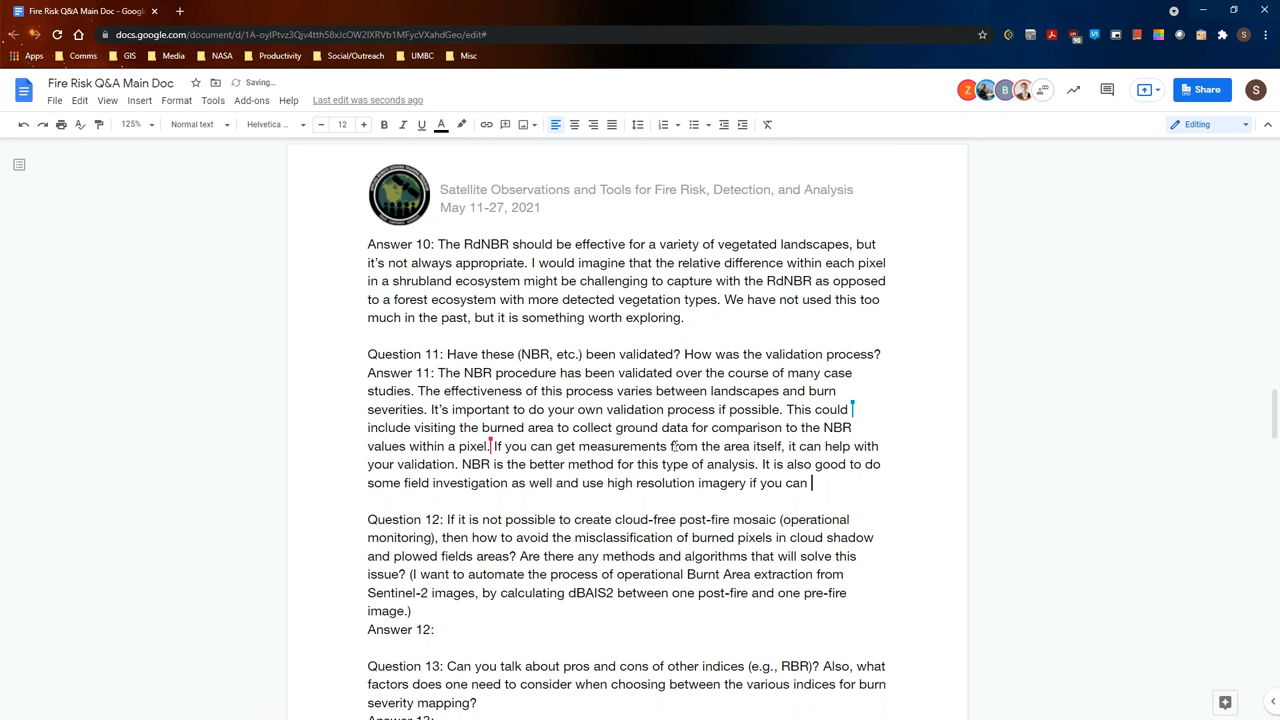 Fire Risk Q&A Main Doc - Googl
docs.google.com/document/d/1A-oyIPtvz3Qjv4tth58xJcOW2IXRVb1MFycVXahdGeo/edit#
Apps Comms GIS Media NASA Productivity Social/Outreach UMBC Misc
Fire Risk Q&A Main Doc Saving...
File Edit View Insert Format Tools Add-ons Help Last edit was seconds ago
Z B Share S
125% Normal text Helvetica ... 12 Editing
Satellite Observations and Tools for Fire Risk, Detection, and Analysis
May 11-27, 2021
Answer 10: The RdNBR should be effective for a variety of vegetated landscapes, but
it's not always appropriate. I would imagine that the relative difference within each pixel
in a shrubland ecosystem might be challenging to capture with the RdNBR as opposed
to a forest ecosystem with more detected vegetation types. We have not used this too
much in the past, but it is something worth exploring.
Question 11: Have these (NBR, etc.) been validated? How was the validation process?
Answer 11: The NBR procedure has been validated over the course of many case
studies. The effectiveness of this process varies between landscapes and burn
severities. It's important to do your own validation process if possible. This could
include visiting the burned area to collect ground data for comparison to the NBR
values within a pixel. If you can get measurements from the area itself, it can help with
your validation. NBR is the better method for this type of analysis. It is also good to do
some field investigation as well and use high resolution imagery if you can
Question 12: If it is not possible to create cloud-free post-fire mosaic (operational
monitoring), then how to avoid the misclassification of burned pixels in cloud shadow
and plowed fields areas? Are there any methods and algorithms that will solve this
issue? (I want to automate the process of operational Burnt Area extraction from
Sentinel-2 images, by calculating dBAIS2 between one post-fire and one pre-fire
image.)
Answer 12:
Question 13: Can you talk about pros and cons of other indices (e.g., RBR)? Also, what
factors does one need to consider when choosing between the various indices for burn
severity mapping?
Answer 13: